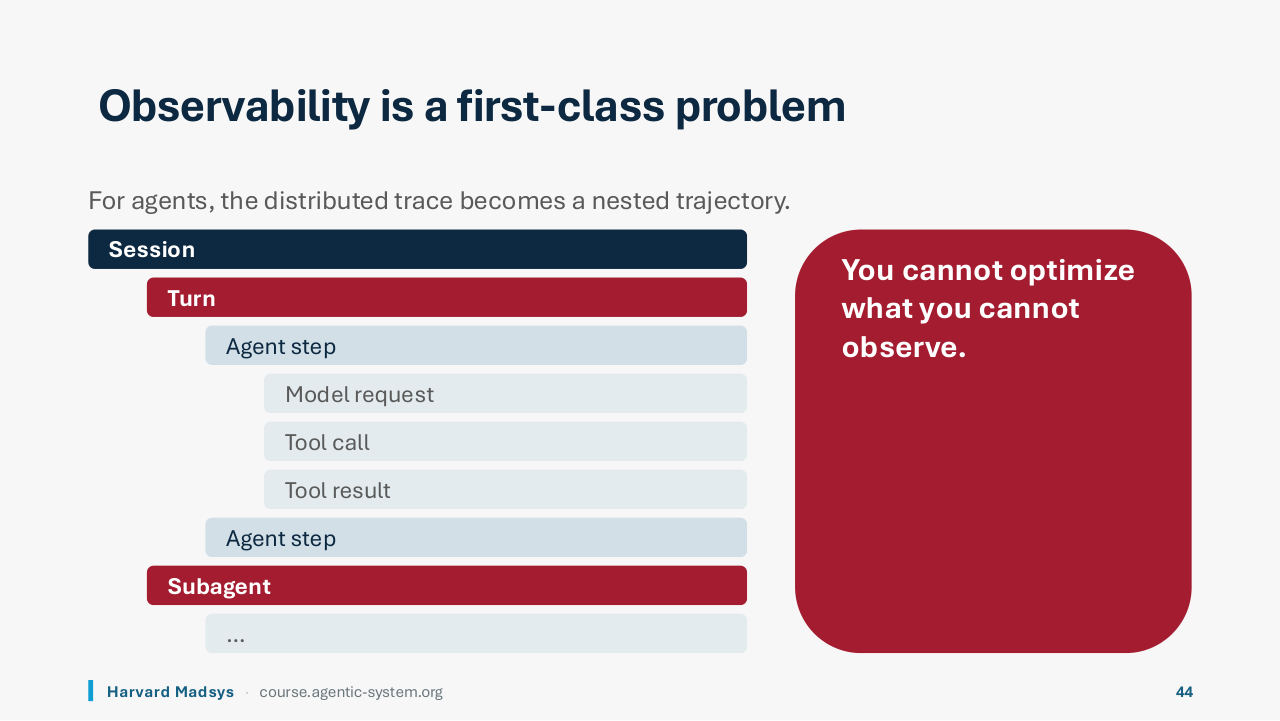 Observability is a first-class problem
For agents, the distributed trace becomes a nested trajectory.
Session
Turn
Agent step
Model request
Tool call
Tool result
Agent step
Subagent
...
You cannot optimize
what you cannot
observe.
Harvard Madsys · course.agentic-system.org
44